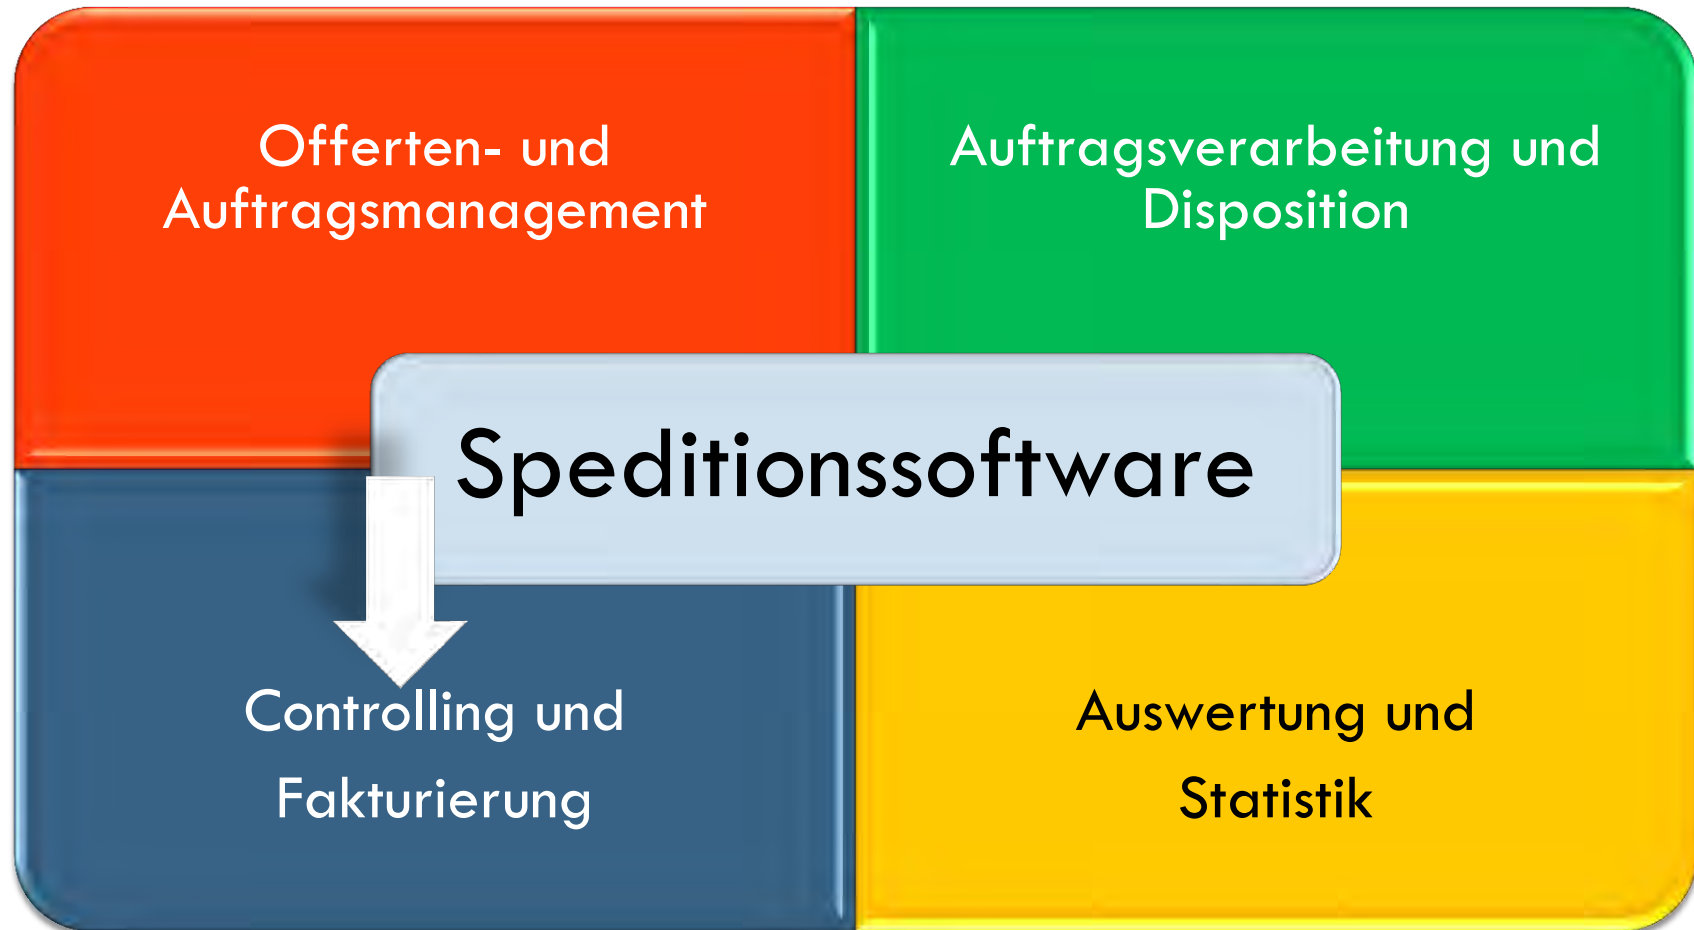 Offerten- und
Auftragsmanagement
Auftragsverarbeitung und
Disposition
Speditionssoftware
Controlling und
Fakturierung
Auswertung und
Statistik